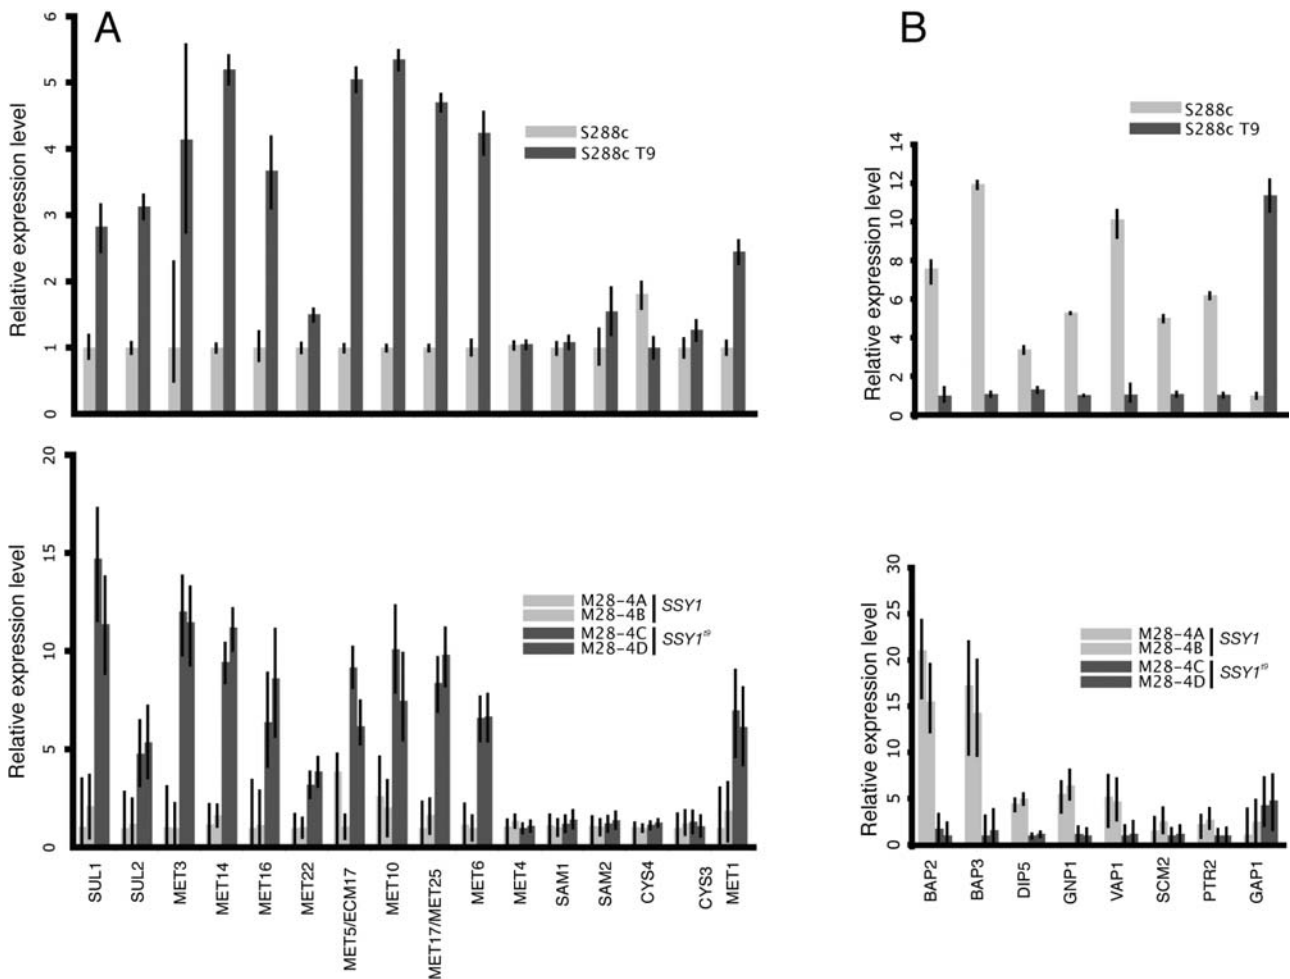 A
Relative expression level
6
5
4
3
2
1
0
S288c
S288c T9
B
Relative expression level
14
12
10
8
6
4
2
0
S288c
S288c T9
Relative expression level
20
15
10
5
0
M28-4A
M28-4B
SSY1
M28-4C
M28-4D
SSY1t9
SUL1
SUL2
MET3
MET14
MET16
MET22
MET5/ECM17
MET10
MET17/MET25
MET6
MET4
SAM1
SAM2
CYS4
CYS3
MET1
Relative expression level
30
25
20
15
10
5
0
M28-4A
M28-4B
SSY1
M28-4C
M28-4D
SSY1t9
BAP2
BAP3
DIP5
GNP1
VAP1
SCM2
PTR2
GAP1